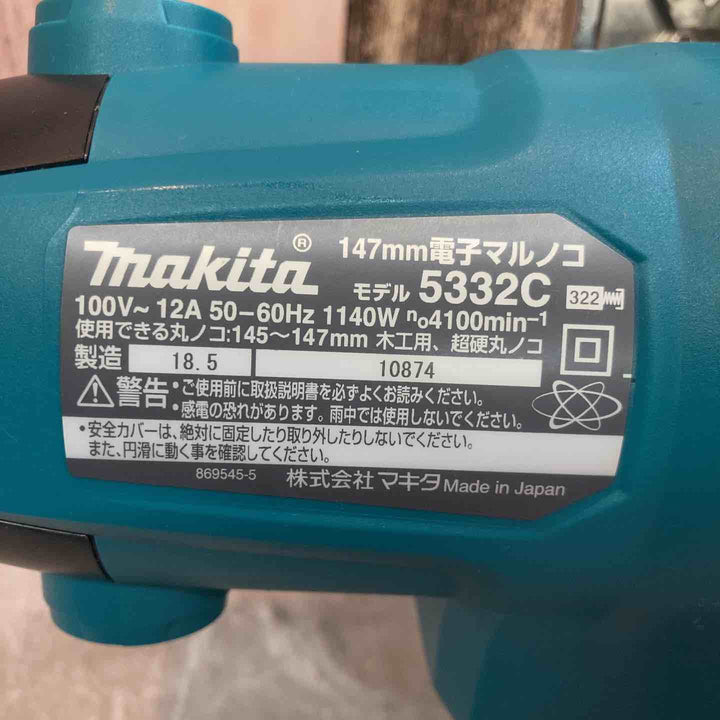 makita®
147mm電子マルノコ
モデル 5332C 322
100V~ 12A 50-60Hz 1140W n₀4100min⁻¹
使用できる丸ノコ:145~147mm 木工用、超硬丸ノコ
製造 18.5 10874
警告 •ご使用前に取扱説明書を必ずよくお読みください。
•感電の恐れがあります。雨中では使用しないでください。
•安全カバーは、絶対に固定したり取り外したりしないでください。
また、円滑に動く事を確認してください。
869545-5 株式会社 マキタ Made in Japan